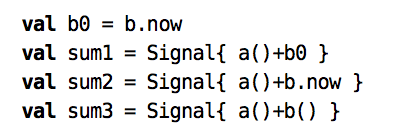 val b0 = b.now
val sum1 = Signal{ a()+b0 }
val sum2 = Signal{ a()+b.now }
val sum3 = Signal{ a()+b() }